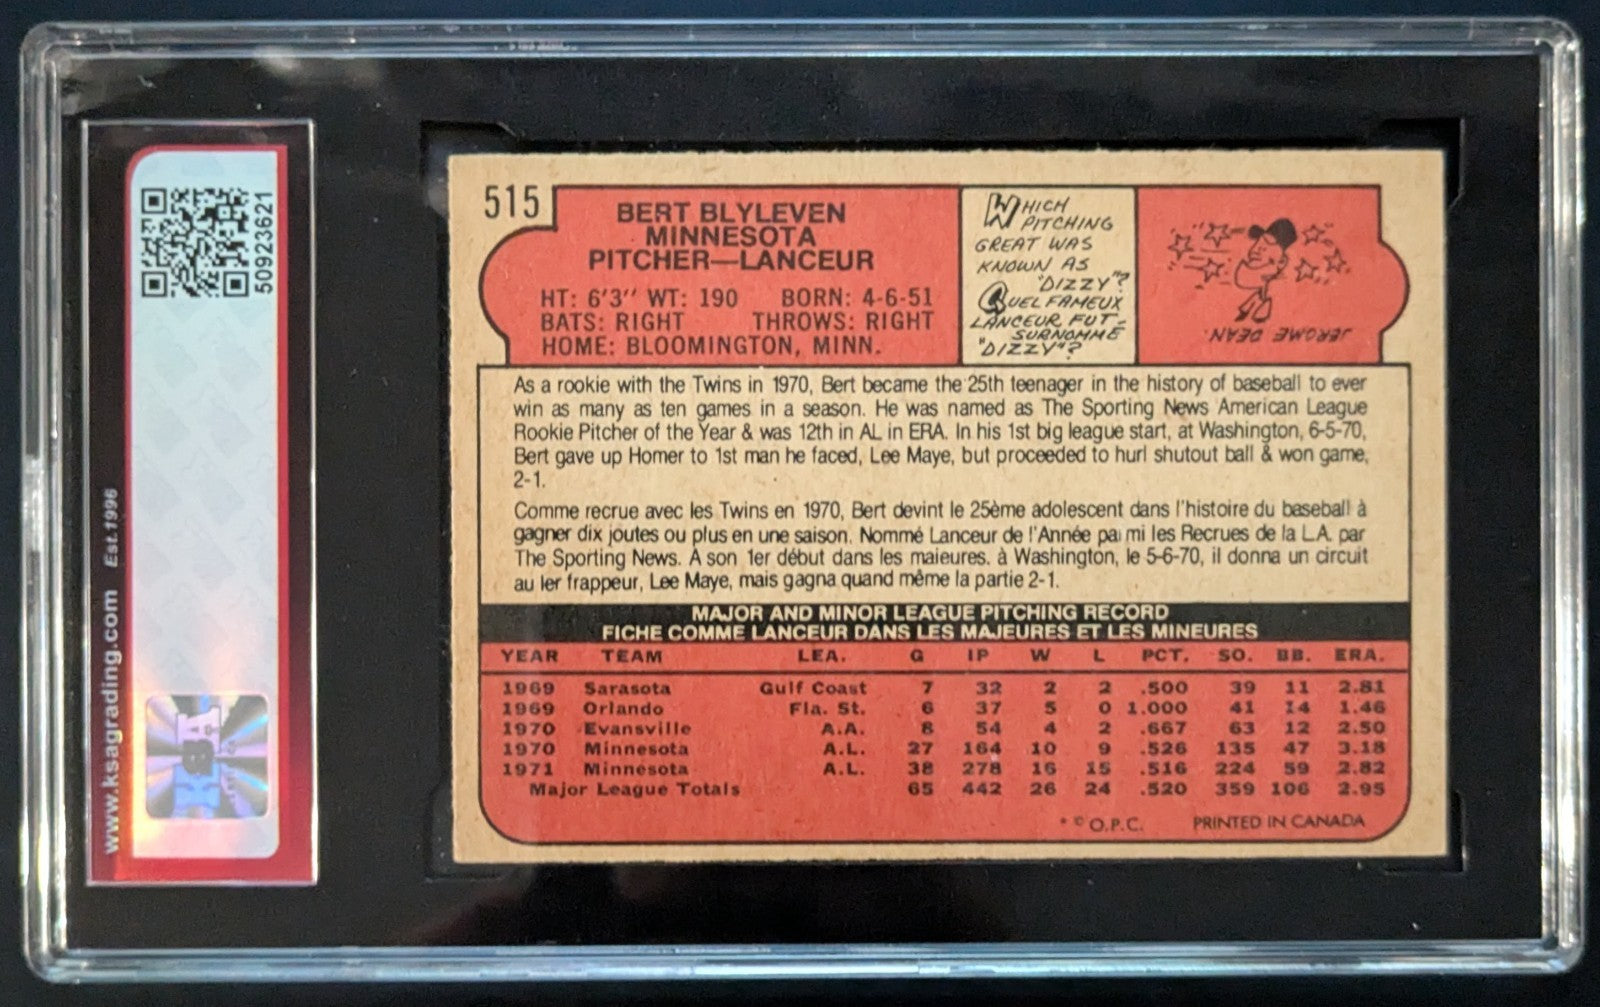 509923621
www.ksagrading.com Est.1996
KSA
515
BERT BLYLEVEN
MINNESOTA
PITCHER—LANCEUR
HT: 6'3" WT: 190 BORN: 4-6-51
BATS: RIGHT THROWS: RIGHT
HOME: BLOOMINGTON, MINN.
WHICH
PITCHING
GREAT WAS
KNOWN AS
"DIZZY"?
QUEL FAMEUX
LANCEUR FUT-
SURNOMMÉ
"DIZZY"?
JEROME DEAN.
As a rookie with the Twins in 1970, Bert became the 25th teenager in the history of baseball to ever
win as many as ten games in a season. He was named as The Sporting News American League
Rookie Pitcher of the Year & was 12th in AL in ERA. In his 1st big league start, at Washington, 6-5-70,
Bert gave up Homer to 1st man he faced, Lee Maye, but proceeded to hurl shutout ball & won game,
2-1.
Comme recrue avec les Twins en 1970, Bert devint le 25ème adolescent dans l'histoire du baseball à
gagner dix joutes ou plus en une saison. Nommé Lanceur de l'Année pai mi les Recrues de la L.A. par
The Sporting News. A son 1er début dans les maieures. à Washington, le 5-6-70, il donna un circuit
au ler frappeur, Lee Maye, mais gagna quand même la partie 2-1.
MAJOR AND MINOR LEAGUE PITCHING RECORD
FICHE COMME LANCEUR DANS LES MAJEURES ET LES MINEURES
YEAR TEAM LEA. G IP W L PCT. SO. BB. ERA.
1969 Sarasota Gulf Coast 7 32 2 2 .500 39 11 2.81
1969 Orlando Fla. St. 6 37 5 0 1.000 41 14 1.46
1970 Evansville A.A. 8 54 4 2 .667 63 12 2.50
1970 Minnesota A.L. 27 164 10 9 .526 135 47 3.18
1971 Minnesota A.L. 38 278 16 15 .516 224 59 2.82
Major League Totals 65 442 26 24 .520 359 106 2.95
* © O.P.C. PRINTED IN CANADA